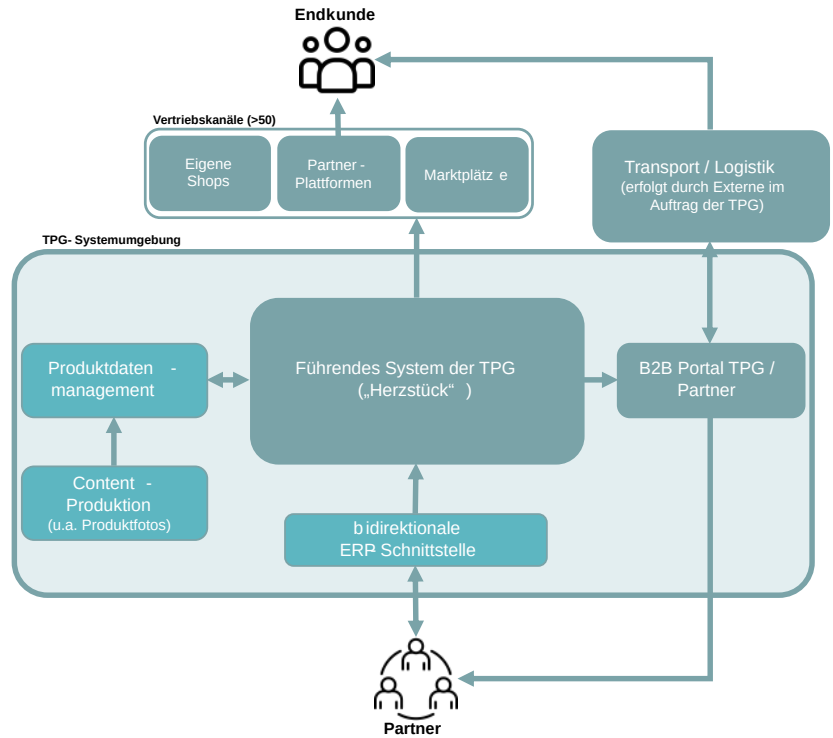 Endkunde
Vertriebskanäle (>50)
Eigene
Shops
Partner -
Plattformen
Marktplätz e
Transport / Logistik
(erfolgt durch Externe im
Auftrag der TPG)
TPG- Systemumgebung
Produktdaten -
management
Führendes System der TPG
(„Herzstück“ )
B2B Portal TPG /
Partner
Content -
Produktion
(u.a. Produktfotos)
b idirektionale
ERP- Schnittstelle
Partner